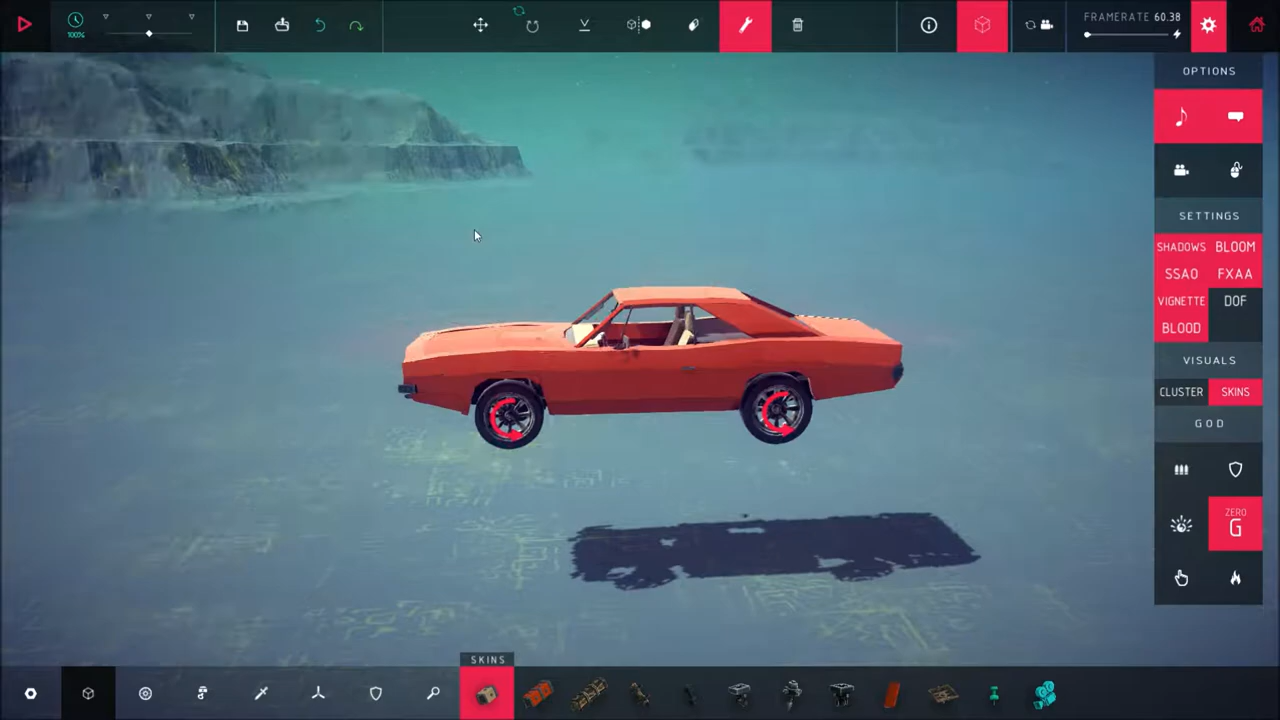 100%
FRAMERATE 60.38
OPTIONS
SETTINGS
SHADOWS BLOOM
SSAO FXAA
VIGNETTE DOF
BLOOD
VISUALS
CLUSTER SKINS
GOD
ZERO
G
SKINS